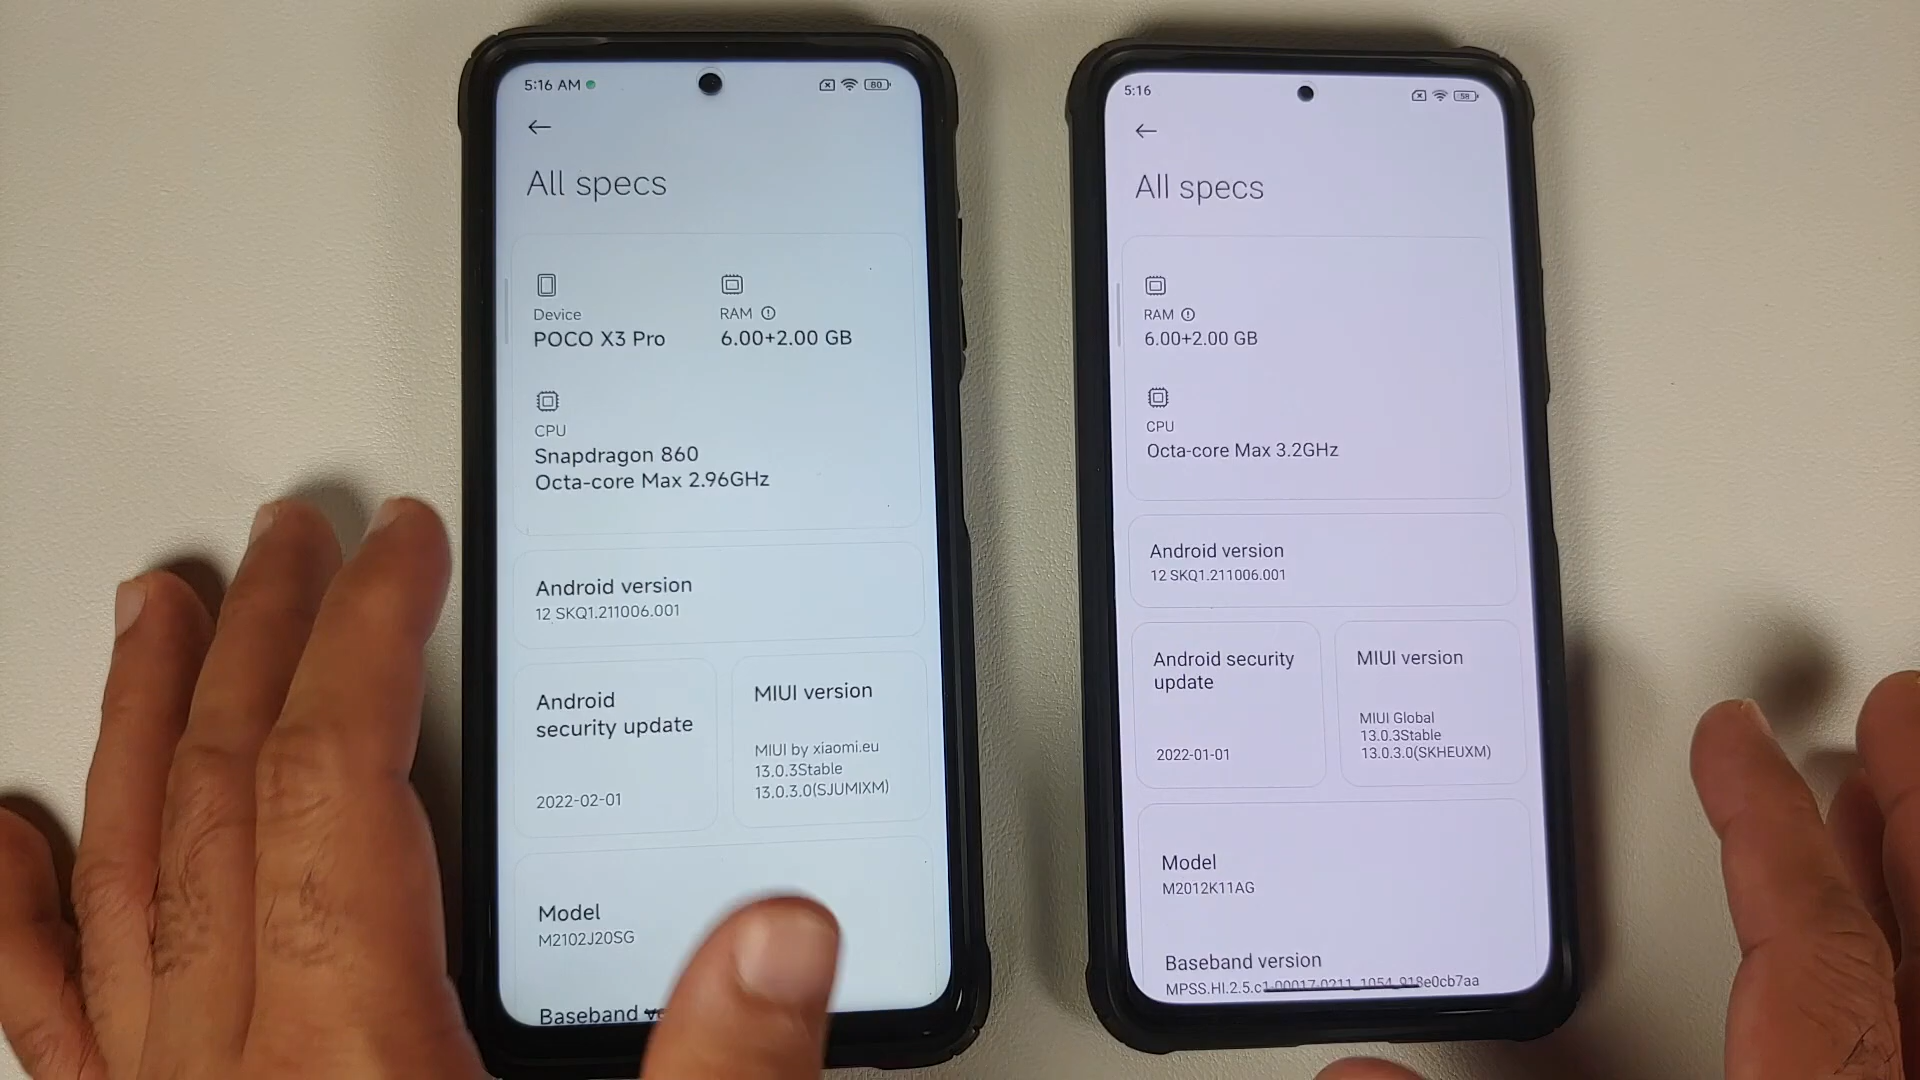 5:16 AM
80
All specs
Device
POCO X3 Pro
RAM
6.00+2.00 GB
CPU
Snapdragon 860
Octa-core Max 2.96GHz
Android version
12 SKQ1.211006.001
Android
security update
2022-02-01
MIUI version
MIUI by xiaomi.eu
13.0.3Stable
13.0.3.0(SJUMIXM)
Model
M2102J20SG
Baseband
5:16
58
All specs
RAM
6.00+2.00 GB
CPU
Octa-core Max 3.2GHz
Android version
12 SKQ1.211006.001
Android security
update
2022-01-01
MIUI version
MIUI Global
13.0.3Stable
13.0.3.0(SKHEUXM)
Model
M2012K11AG
Baseband version